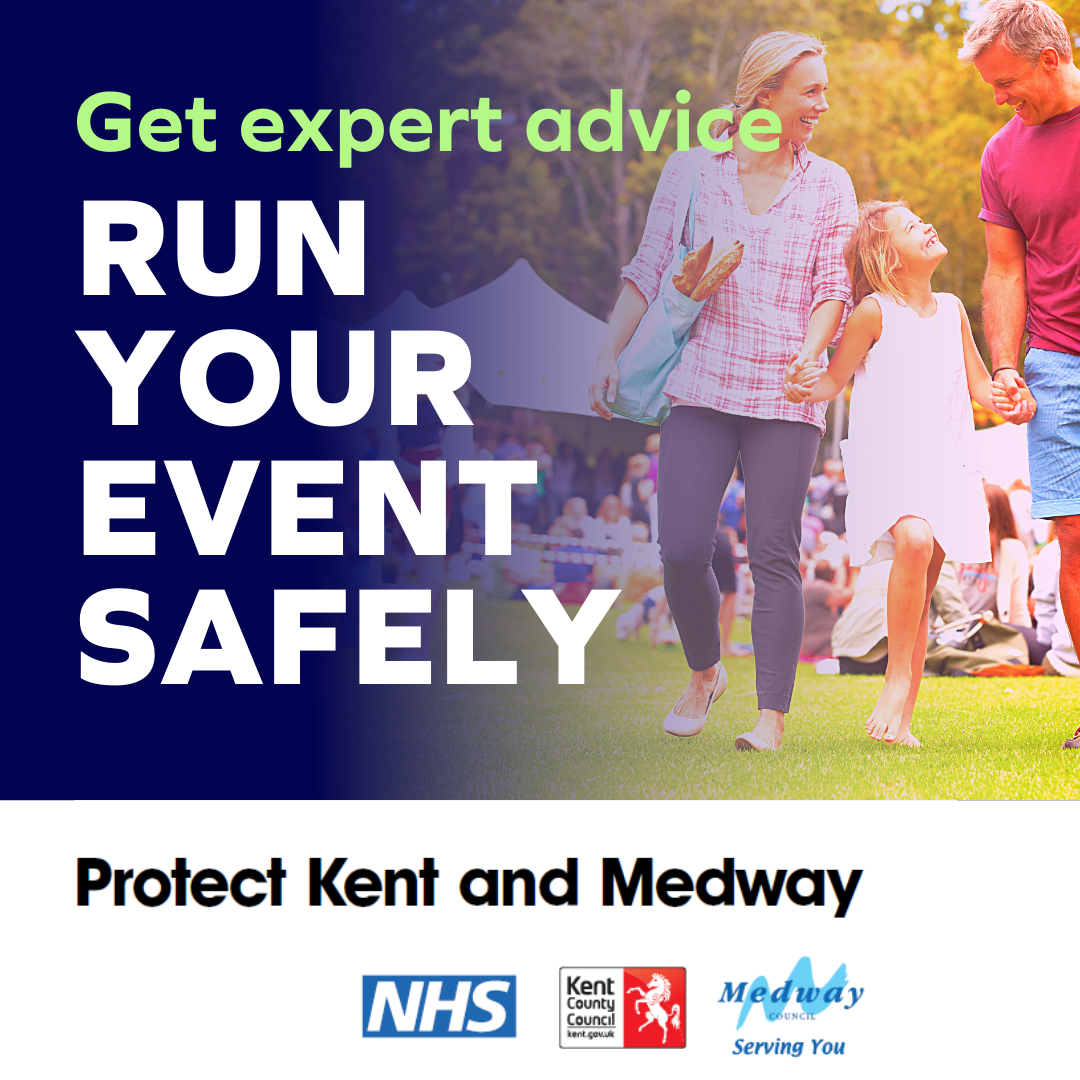 Get expert advice
RUN
YOUR
EVENT
SAFELY
Protect Kent and Medway
NHS
Kent
County
Council
kent.gov.uk
Medway
COUNCIL
Serving You